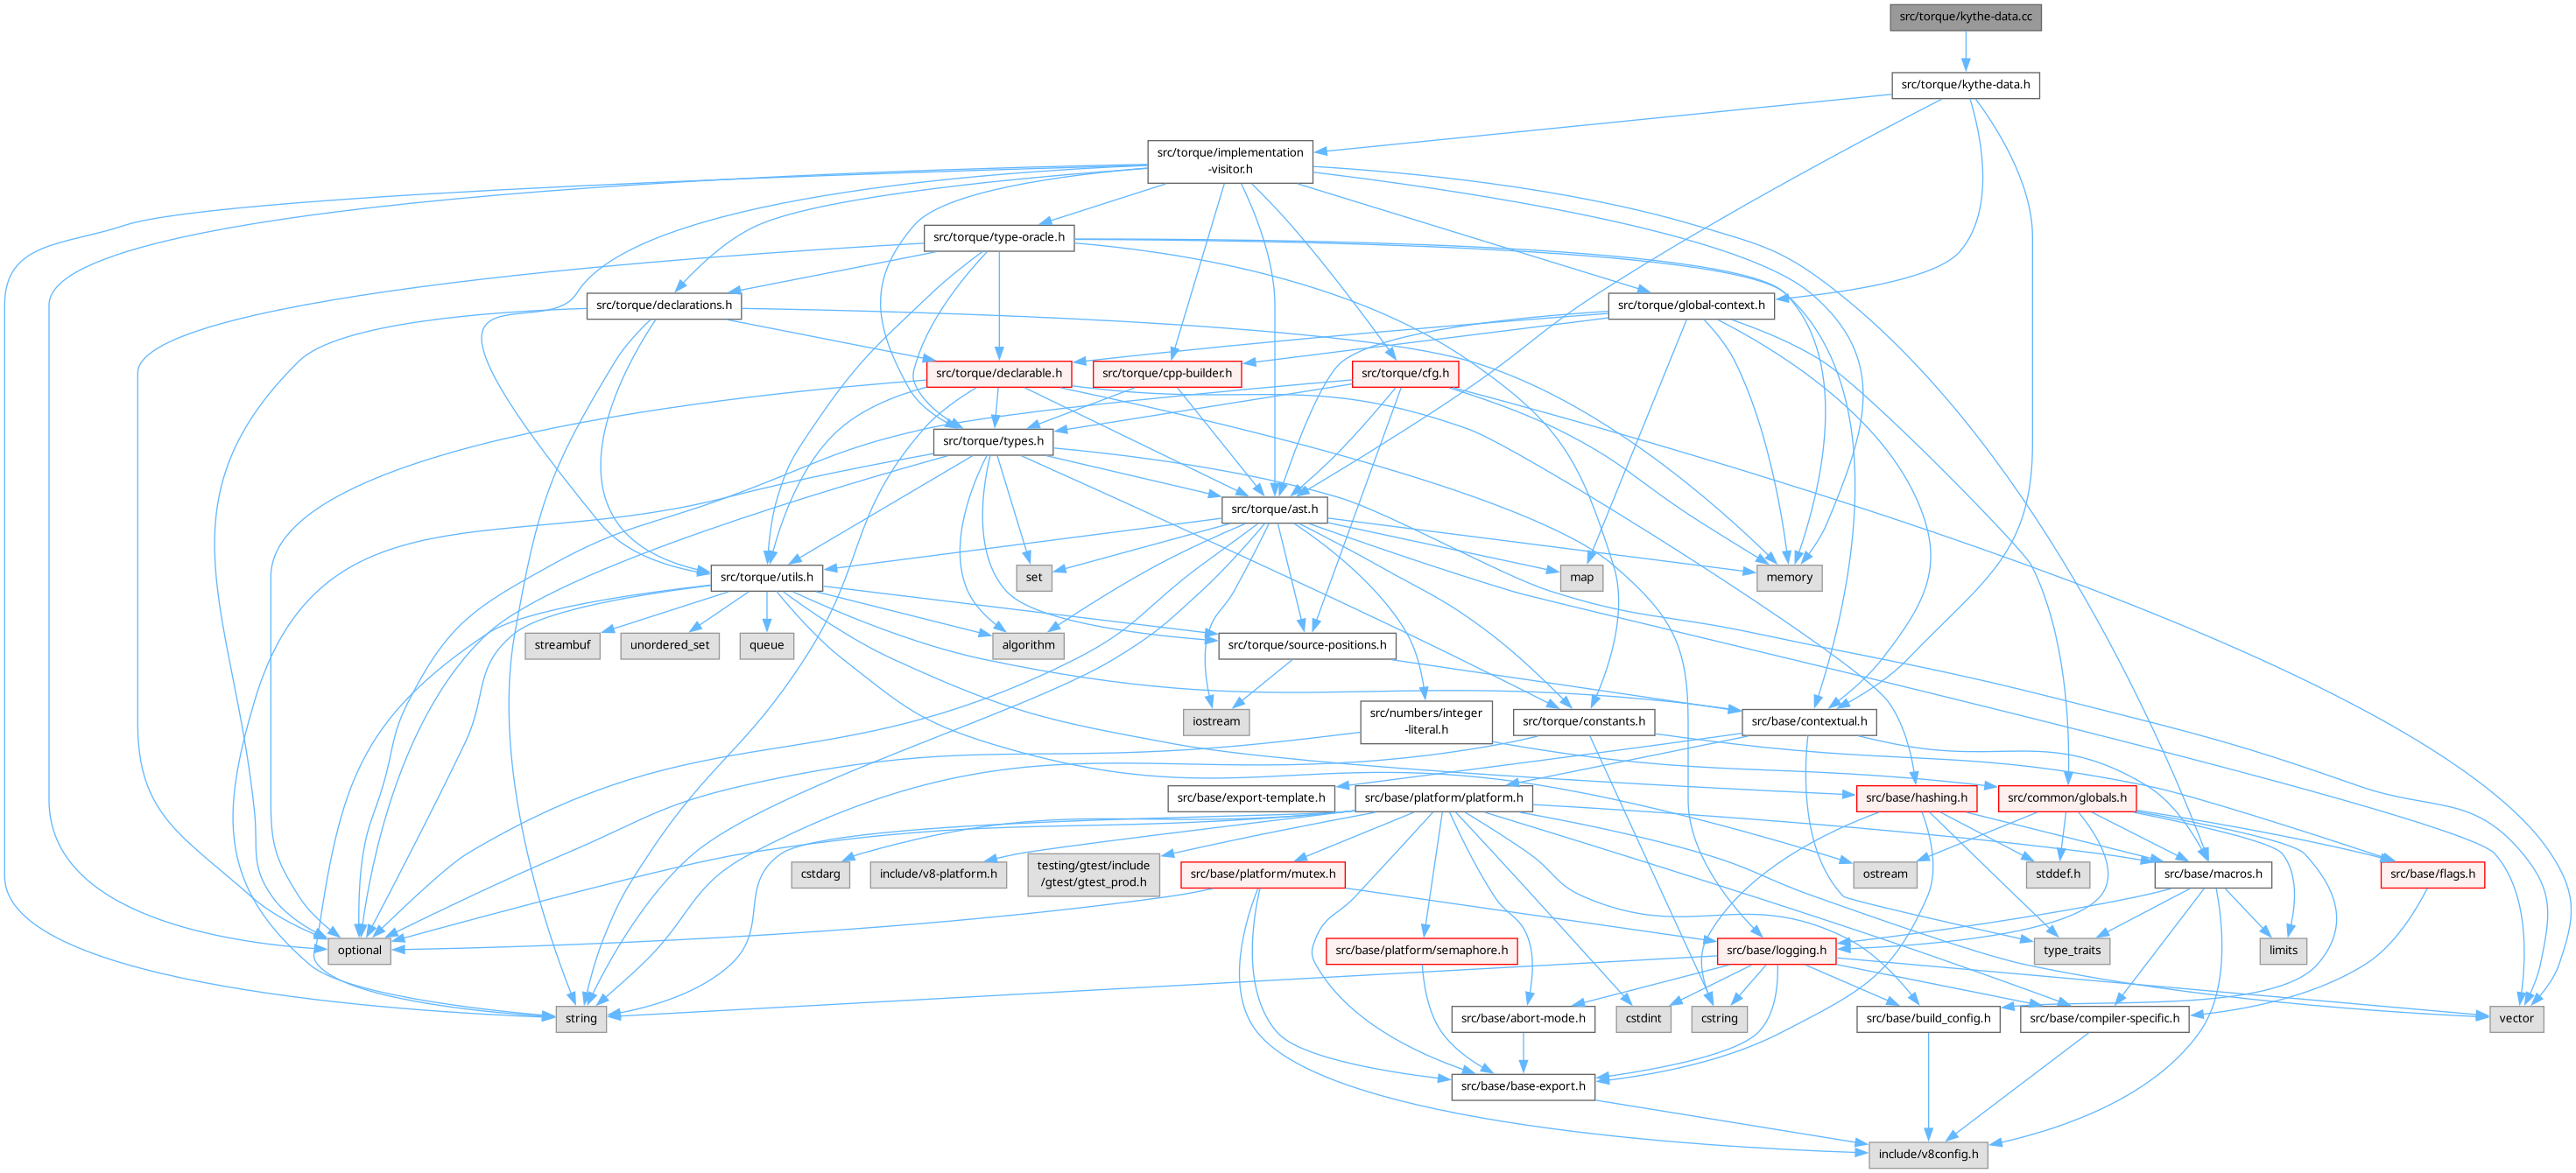 src/torque/kythe-data.cc
src/torque/kythe-data.h
src/torque/implementation
-visitor.h
src/torque/type-oracle.h
src/torque/declarations.h
src/torque/global-context.h
src/torque/declarable.h
src/torque/cpp-builder.h
src/torque/cfg.h
src/torque/types.h
src/torque/ast.h
src/torque/utils.h
set
map
memory
streambuf
unordered_set
queue
algorithm
src/torque/source-positions.h
iostream
src/numbers/integer
-literal.h
src/torque/constants.h
src/base/contextual.h
src/base/export-template.h
src/base/platform/platform.h
src/base/hashing.h
src/common/globals.h
cstdarg
include/v8-platform.h
testing/gtest/include
/gtest/gtest_prod.h
src/base/platform/mutex.h
ostream
stddef.h
src/base/macros.h
src/base/flags.h
optional
src/base/platform/semaphore.h
src/base/logging.h
type_traits
limits
string
src/base/abort-mode.h
cstdint
cstring
src/base/build_config.h
src/base/compiler-specific.h
vector
src/base/base-export.h
include/v8config.h